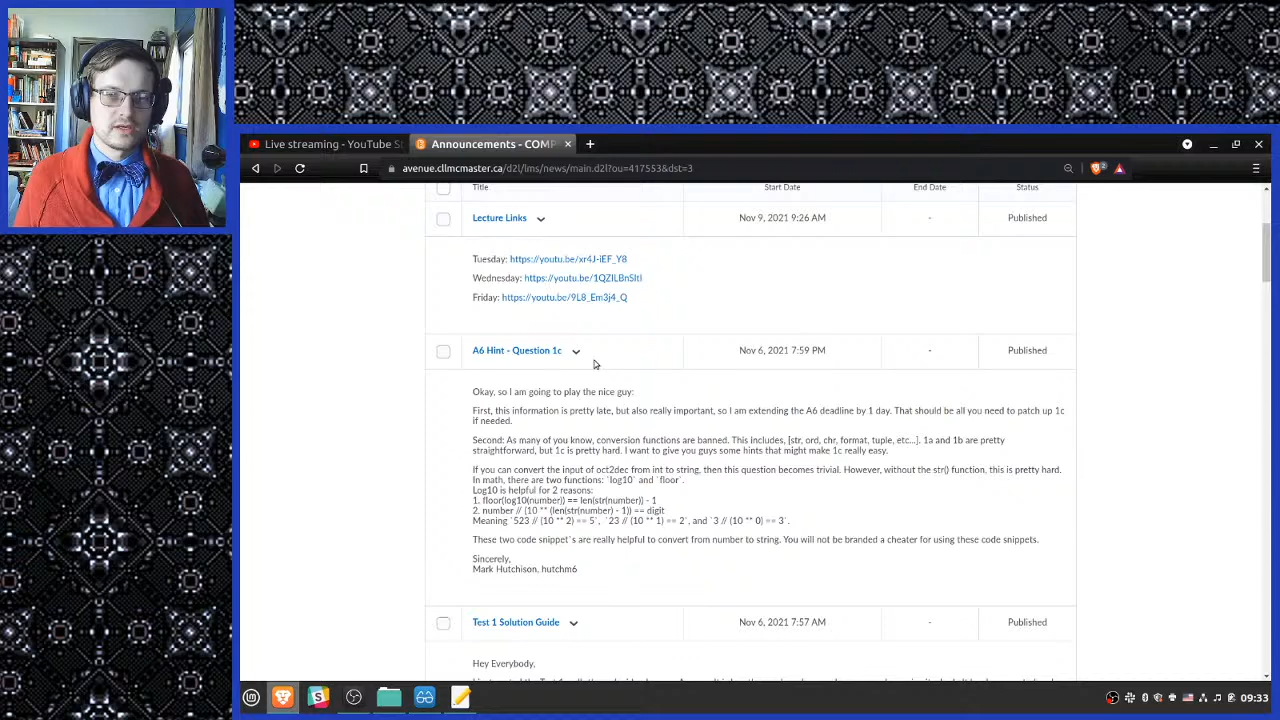 Live streaming - YouTube S
Announcements - COMP
avenue.cllmcmaster.ca/d2l/lms/news/main.d2l?ou=417553&dst=3
Title Start Date End Date Status
Lecture Links Nov 9, 2021 9:26 AM - Published
Tuesday: https://youtu.be/xr4J-iEF_Y8
Wednesday: https://youtu.be/1QZILBnSltI
Friday: https://youtu.be/9L8_Em3j4_Q
A6 Hint - Question 1c Nov 6, 2021 7:59 PM - Published
Okay, so I am going to play the nice guy:
First, this information is pretty late, but also really important, so I am extending the A6 deadline by 1 day. That should be all you need to patch up 1c
if needed.
Second: As many of you know, conversion functions are banned. This includes, [str, ord, chr, format, tuple, etc...]. 1a and 1b are pretty
straightforward, but 1c is pretty hard. I want to give you guys some hints that might make 1c really easy.
If you can convert the input of oct2dec from int to string, then this question becomes trivial. However, without the str() function, this is pretty hard.
In math, there are two functions: `log10` and `floor`.
Log10 is helpful for 2 reasons:
1. floor(log10(number)) == len(str(number)) - 1
2. number // (10 ** (len(str(number) - 1)) == digit
Meaning `523 // (10 ** 2) == 5`, `23 // (10 ** 1) == 2`, and `3 // (10 ** 0) == 3`.
These two code snippet`s are really helpful to convert from number to string. You will not be branded a cheater for using these code snippets.
Sincerely,
Mark Hutchison, hutchm6
Test 1 Solution Guide Nov 6, 2021 7:57 AM - Published
Hey Everybody,
09:33